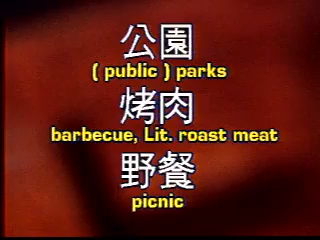 公園
( public ) parks
烤肉
barbecue, Lit. roast meat
野餐
picnic